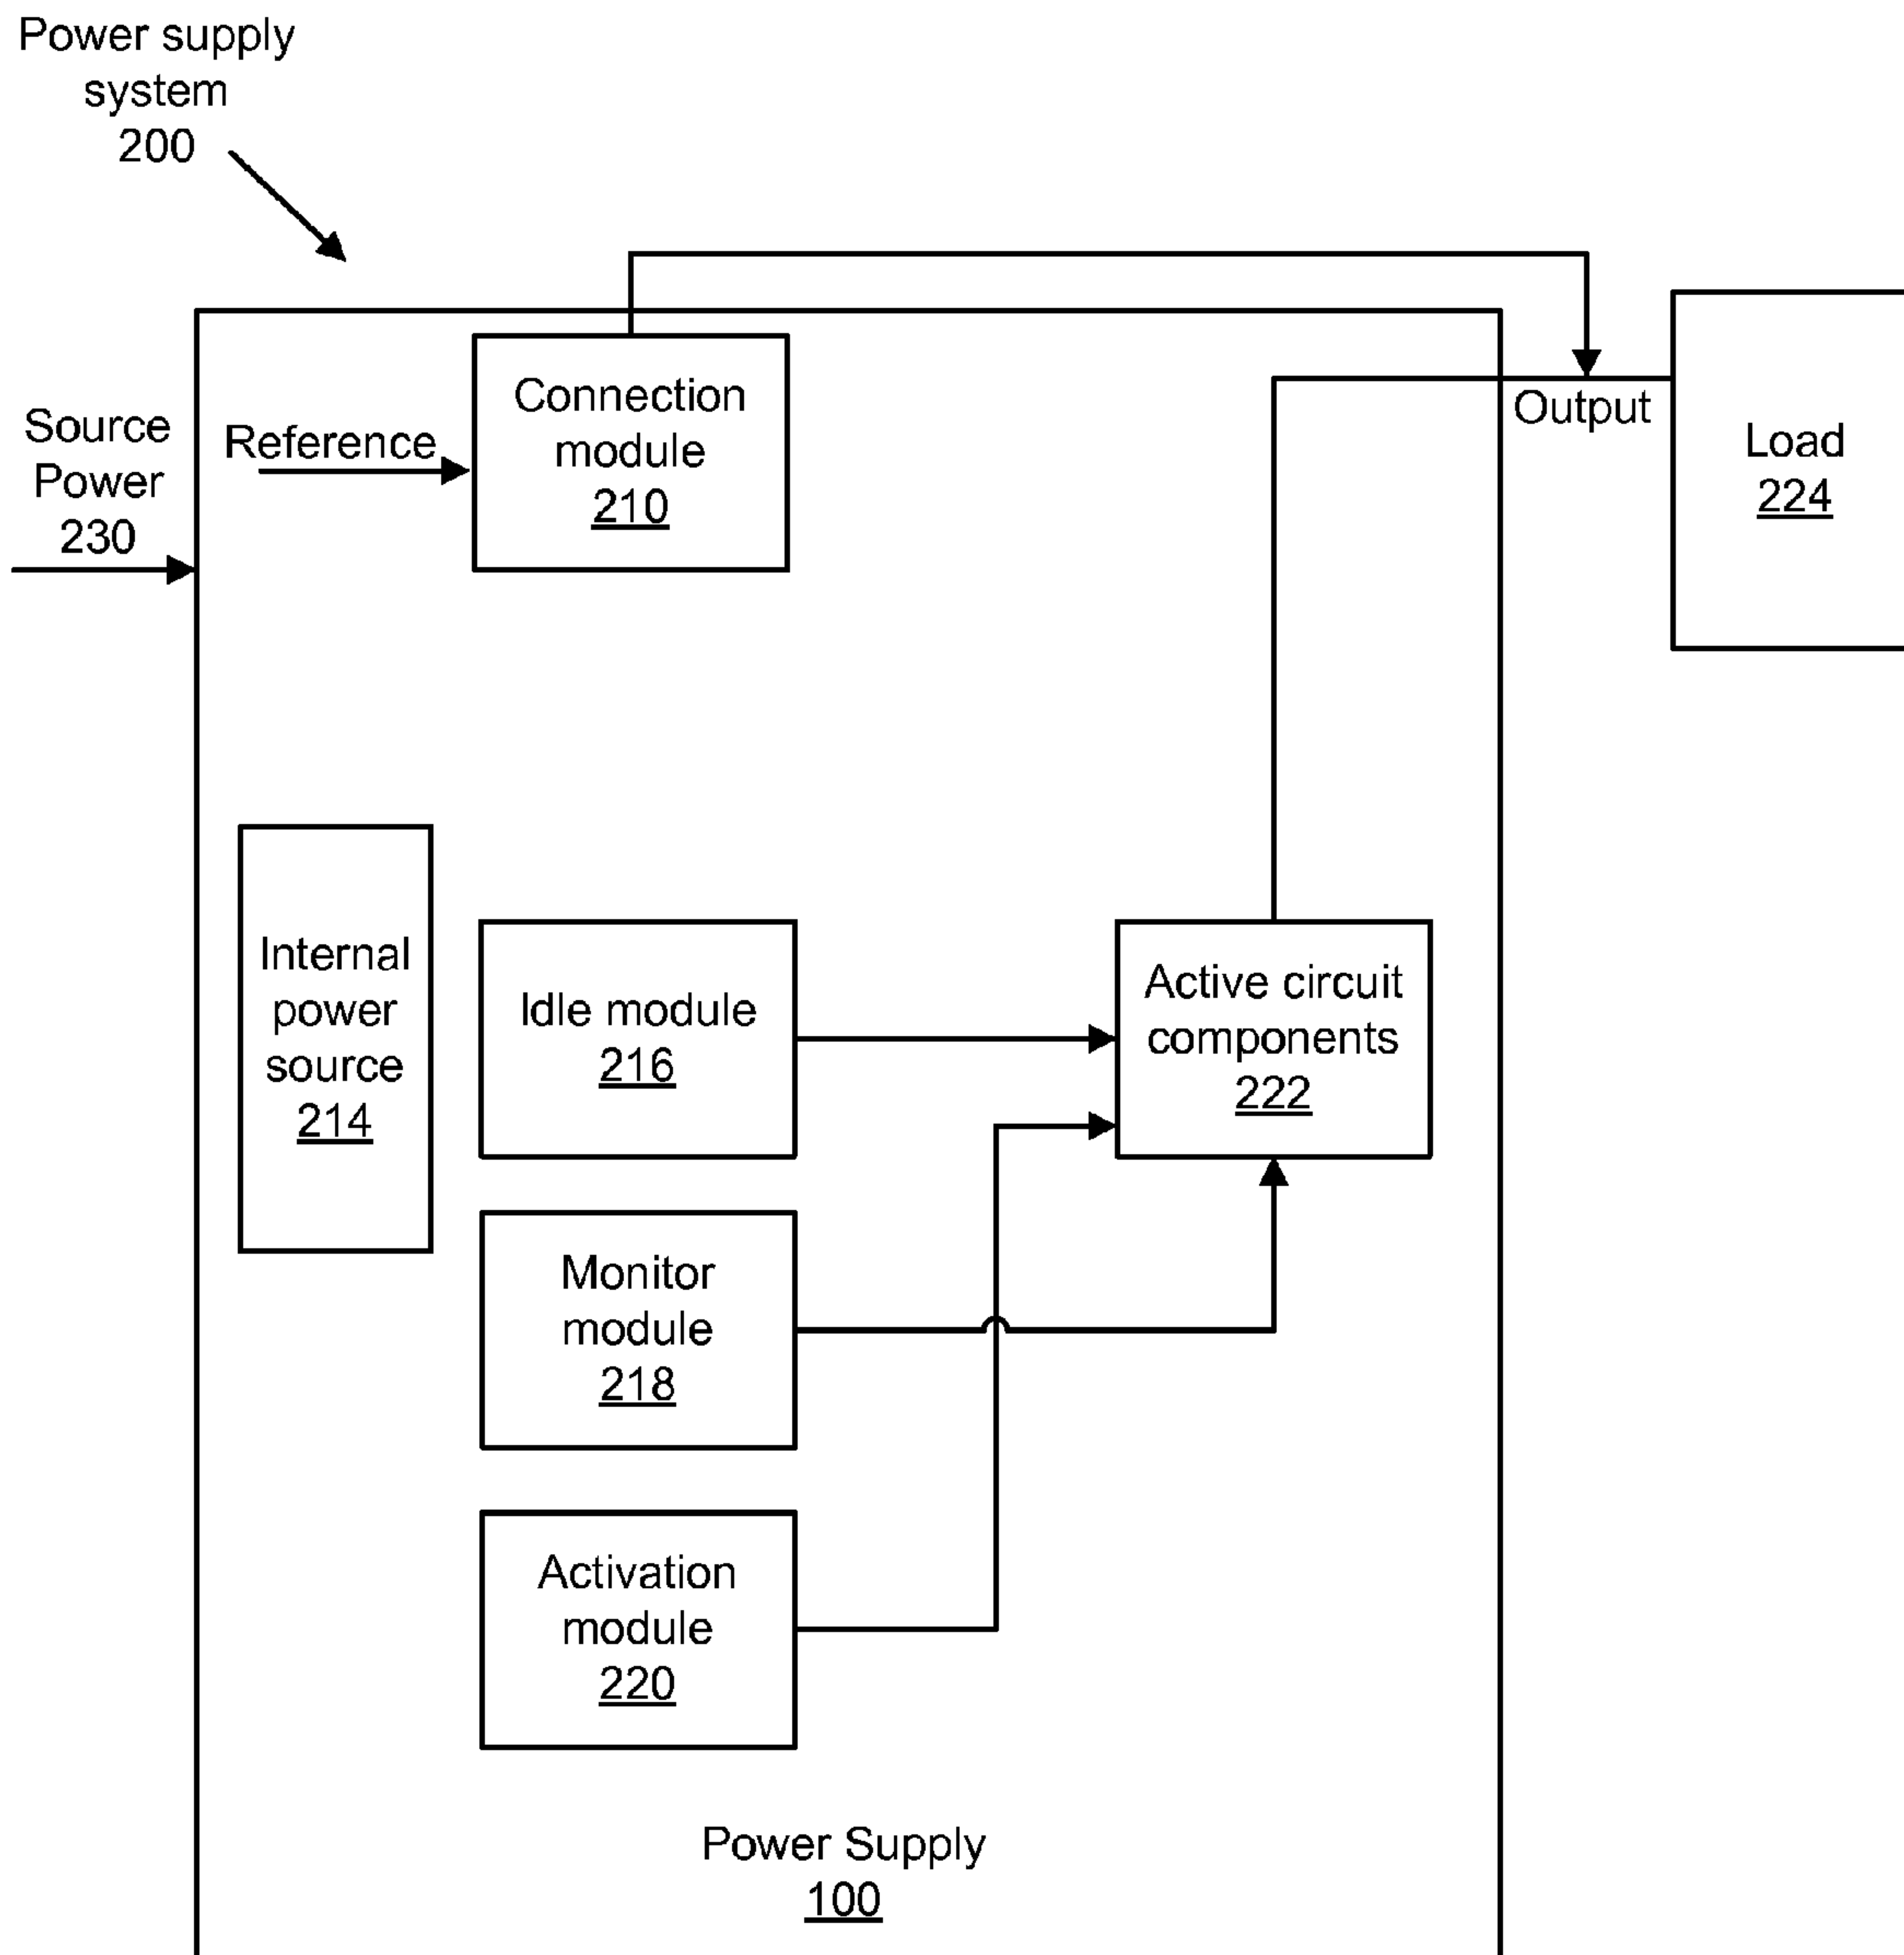 Power supply
system
200
Source
Power
230
Reference
Connection
module
210
Output
Load
224
Internal
power
source
214
Idle module
216
Active circuit
components
222
Monitor
module
218
Activation
module
220
Power Supply
100